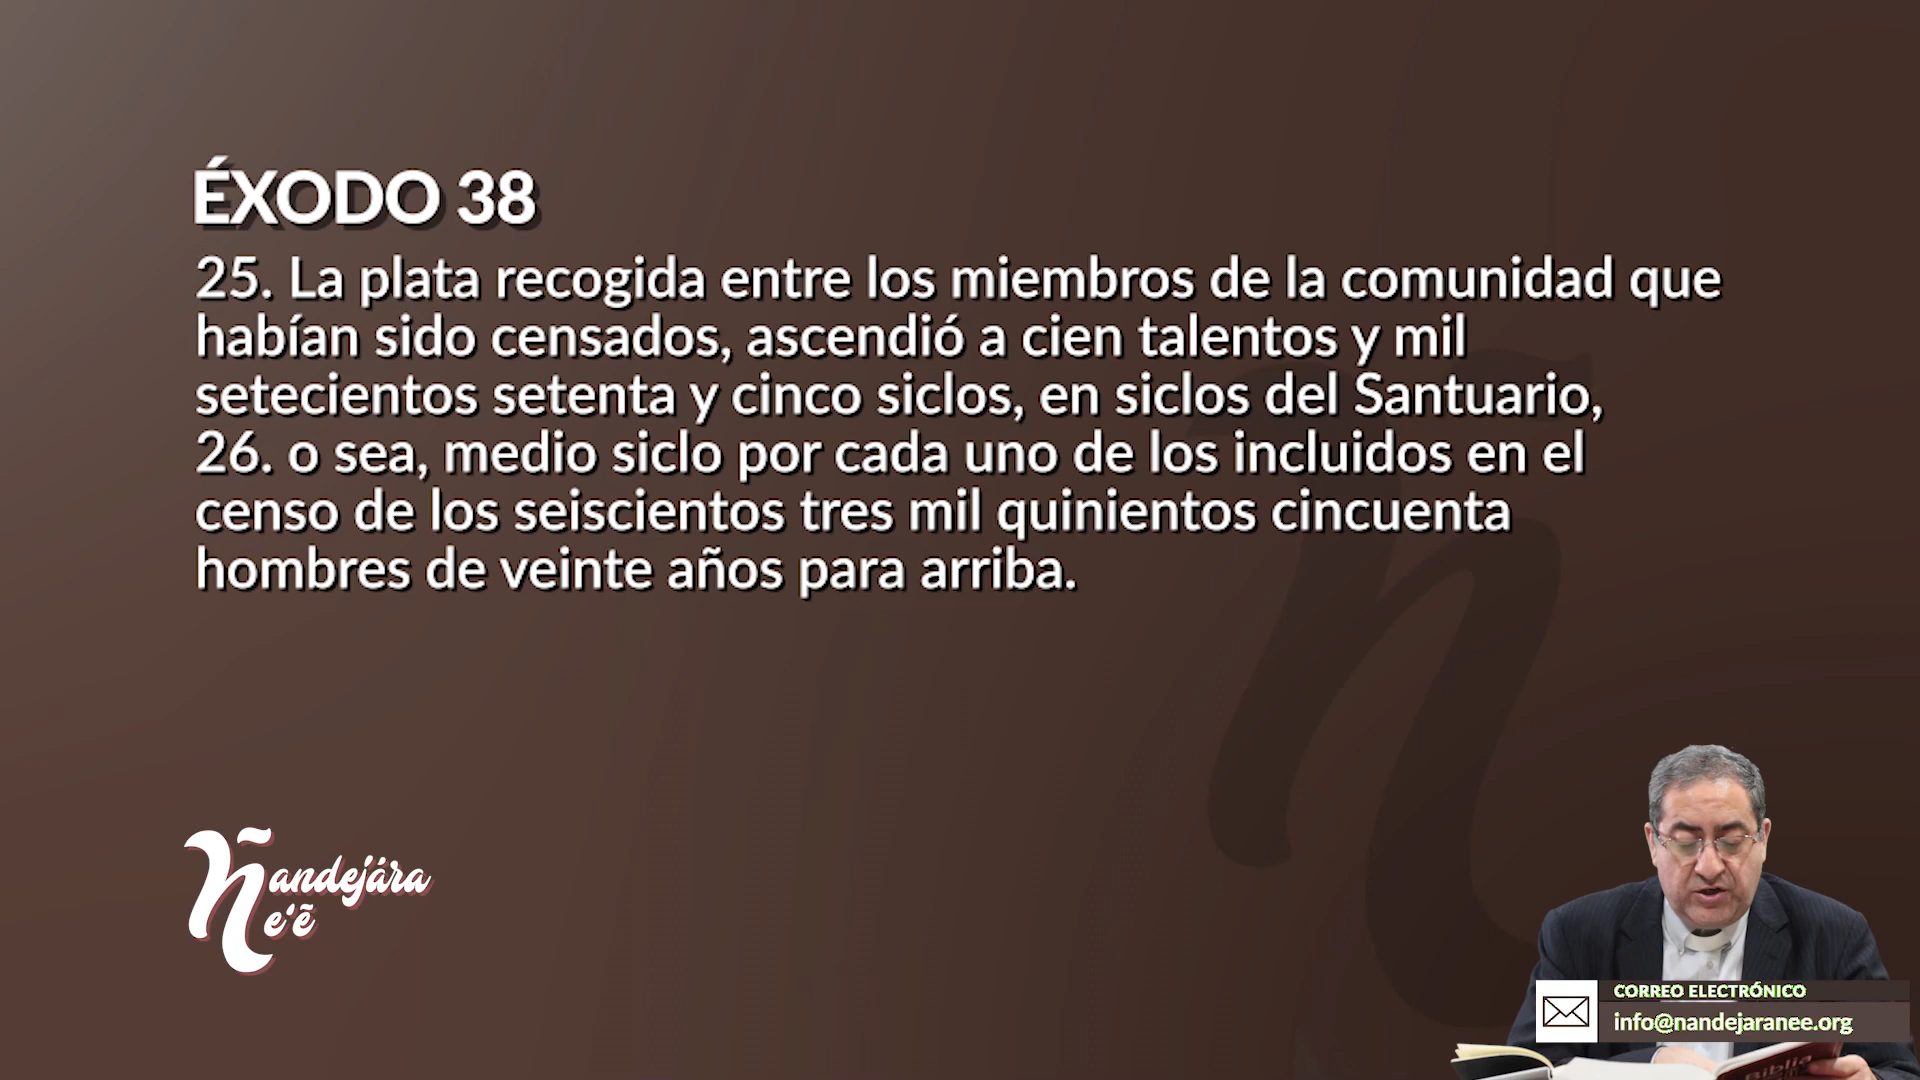 ÉXODO 38
25. La plata recogida entre los miembros de la comunidad que
habían sido censados, ascendió a cien talentos y mil
setecientos setenta y cinco siclos, en siclos del Santuario,
26. o sea, medio siclo por cada uno de los incluidos en el
censo de los seiscientos tres mil quinientos cincuenta
hombres de veinte años para arriba.
Ñandejára
Ñe'ẽ
CORREO ELECTRÓNICO
info@nandejaranee.org
Biblia